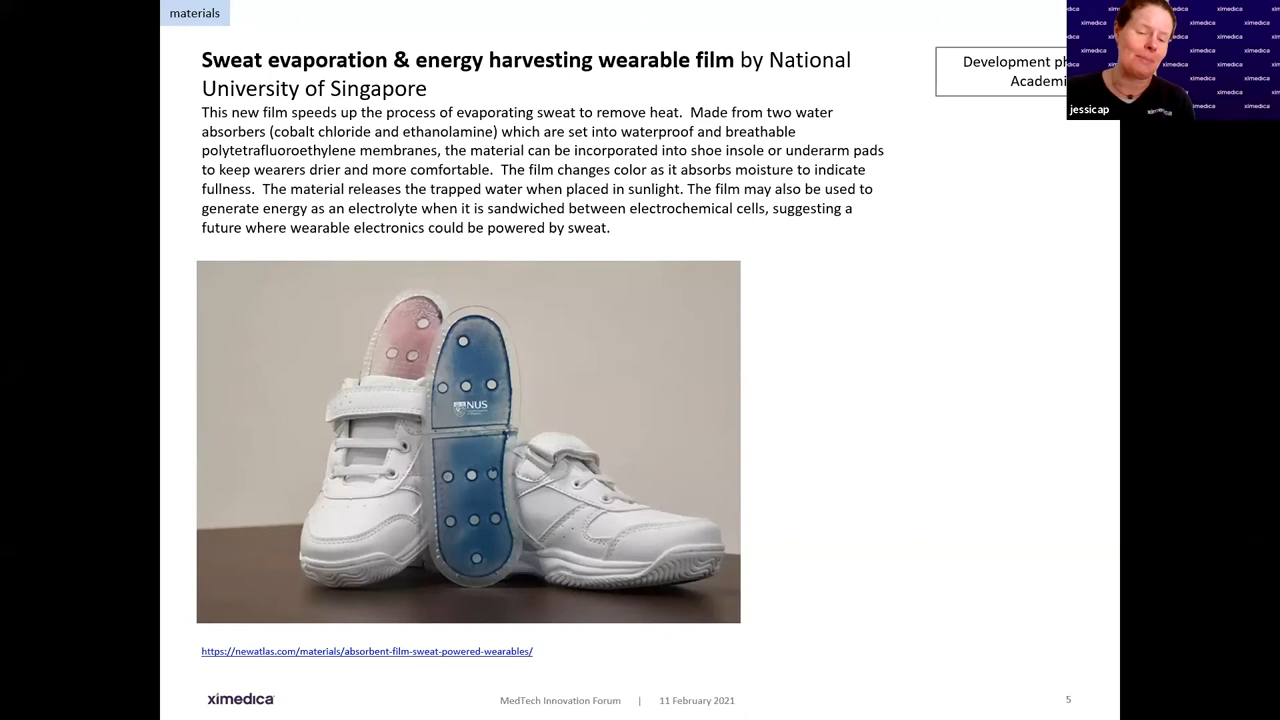 materials
Sweat evaporation & energy harvesting wearable film by National
University of Singapore
This new film speeds up the process of evaporating sweat to remove heat. Made from two water
absorbers (cobalt chloride and ethanolamine) which are set into waterproof and breathable
polytetrafluoroethylene membranes, the material can be incorporated into shoe insole or underarm pads
to keep wearers drier and more comfortable. The film changes color as it absorbs moisture to indicate
fullness. The material releases the trapped water when placed in sunlight. The film may also be used to
generate energy as an electrolyte when it is sandwiched between electrochemical cells, suggesting a
future where wearable electronics could be powered by sweat.
Development
ximedica
jessicap
NUS
https://newatlas.com/materials/absorbent-film-sweat-powered-wearables/
ximedica
MedTech Innovation Forum | 11 February 2021
5